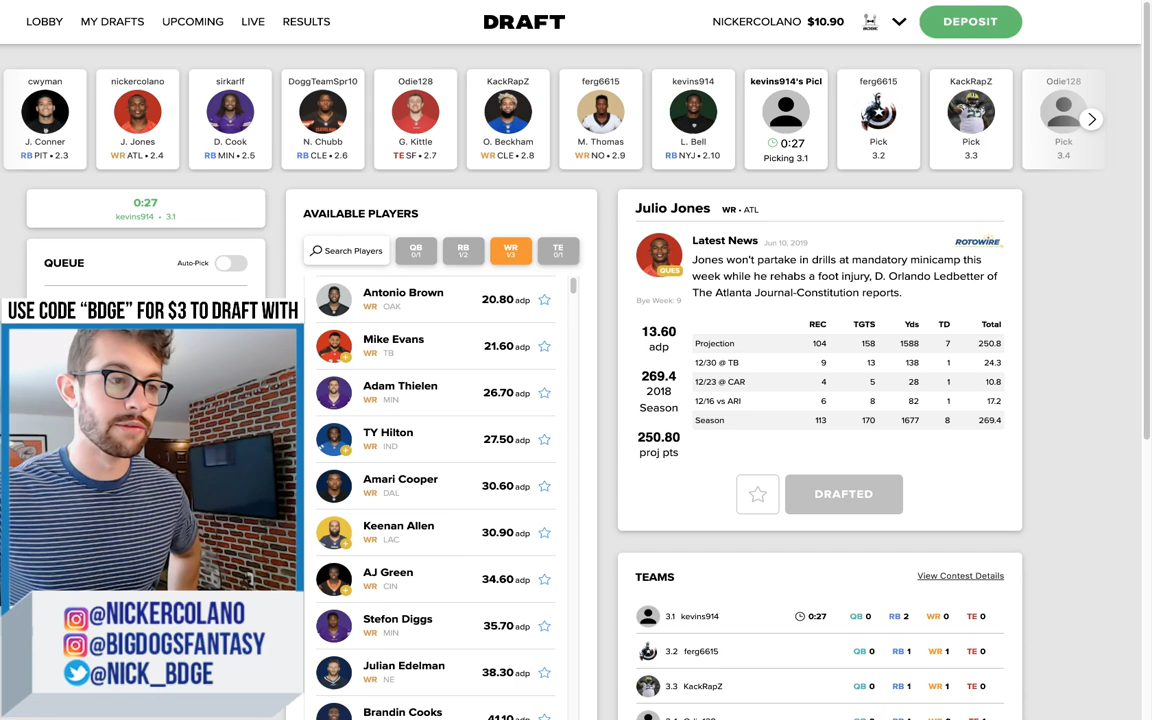 LOBBY MY DRAFTS UPCOMING LIVE RESULTS DRAFT NICKERCOLANO $10.90 DEPOSIT
cwyman nickercolano sirkarlf DoggTeamSpr10 Odie128 KackRapZ ferg6615 kevins914 kevins914's Picl ferg6615 KackRapZ Odie128
J. Conner J. Jones D. Cook N. Chubb G. Kittle O. Beckham M. Thomas L. Bell 0:27 Pick Pick Pick
RB PIT • 2.3 WR ATL • 2.4 RB MIN • 2.5 RB CLE • 2.6 TE SF • 2.7 WR CLE • 2.8 WR NO • 2.9 RB NYJ • 2.10 Picking 3.1 3.2 3.3 3.4
0:27
kevins914 • 3.1
QUEUE Auto-Pick
USE CODE "BDGE" FOR $3 TO DRAFT WITH
@NICKERCOLANO
@BIGDOGSFANTASY
@NICK_BDGE
AVAILABLE PLAYERS
Search Players QB 0/1 RB 1/2 WR 1/3 TE 0/1
Antonio Brown 20.80 adp
WR OAK
Mike Evans 21.60 adp
WR TB
Adam Thielen 26.70 adp
WR MIN
TY Hilton 27.50 adp
WR IND
Amari Cooper 30.60 adp
WR DAL
Keenan Allen 30.90 adp
WR LAC
AJ Green 34.60 adp
WR CIN
Stefon Diggs 35.70 adp
WR MIN
Julian Edelman 38.30 adp
WR NE
Brandin Cooks 41.10 adp
Julio Jones WR • ATL
QUES
Bye Week: 9
Latest News Jun 10, 2019 ROTOWIRE
Jones won't partake in drills at mandatory minicamp this
week while he rehabs a foot injury, D. Orlando Ledbetter of
The Atlanta Journal-Constitution reports.
13.60
adp
269.4
2018
Season
250.80
proj pts
REC TGTS Yds TD Total
Projection 104 158 1588 7 250.8
12/30 @ TB 9 13 138 1 24.3
12/23 @ CAR 4 5 28 1 10.8
12/16 vs ARI 6 8 82 1 17.2
Season 113 170 1677 8 269.4
DRAFTED
TEAMS View Contest Details
3.1 kevins914 0:27 QB 0 RB 2 WR 0 TE 0
3.2 ferg6615 QB 0 RB 1 WR 1 TE 0
3.3 KackRapZ QB 0 RB 1 WR 1 TE 0